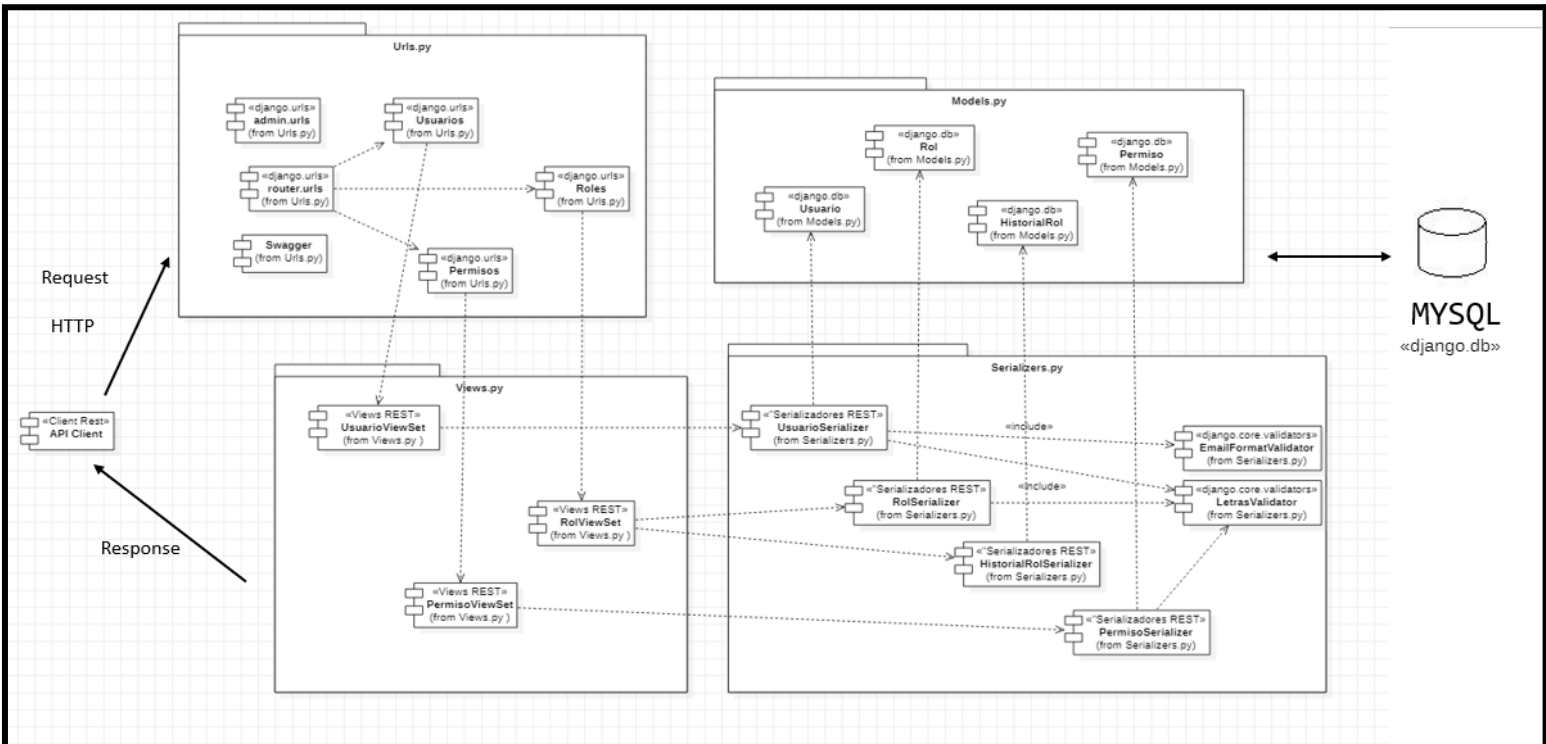 Urls.py
«django.urls»
admin.urls
(from Urls.py)
«django.urls»
Usuarios
(from Urls.py)
«django.urls»
router.urls
(from Urls.py)
«django.urls»
Roles
(from Urls.py)
Swagger
(from Urls.py)
«django.urls»
Permisos
(from Urls.py)
Models.py
«django.db»
Rol
(from Models.py)
«django.db»
Permiso
(from Models.py)
«django.db»
Usuario
(from Models.py)
«django.db»
HistorialRol
(from Models.py)
MYSQL
«django.db»
Request
HTTP
«Client Rest»
API Client
Response
Views.py
«Views REST»
UsuarioViewSet
(from Views.py )
«Views REST»
RolViewSet
(from Views.py )
«Views REST»
PermisoViewSet
(from Views.py )
Serializers.py
«"Serializadores REST»
UsuarioSerializer
(from Serializers.py)
«include»
«django.core.validators»
EmailFormatValidator
(from Serializers.py)
«"Serializadores REST»
RolSerializer
(from Serializers.py)
«include»
«django.core.validators»
LetrasValidator
(from Serializers.py)
«"Serializadores REST»
HistorialRolSerializer
(from Serializers.py)
«"Serializadores REST»
PermisoSerializer
(from Serializers.py)